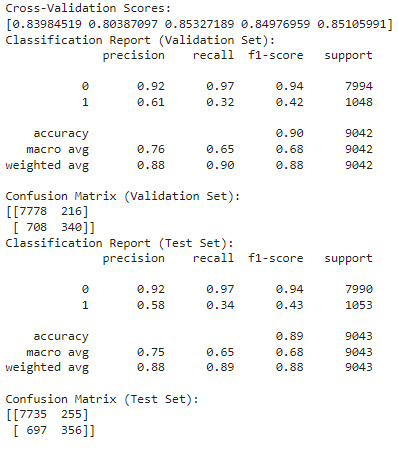 Cross-Validation Scores:
[0.83984519 0.80387097 0.85327189 0.84976959 0.85105991]
Classification Report (Validation Set):
precision recall f1-score support
0 0.92 0.97 0.94 7994
1 0.61 0.32 0.42 1048
accuracy 0.90 9042
macro avg 0.76 0.65 0.68 9042
weighted avg 0.88 0.90 0.88 9042
Confusion Matrix (Validation Set):
[[7778 216]
[ 708 340]]
Classification Report (Test Set):
precision recall f1-score support
0 0.92 0.97 0.94 7990
1 0.58 0.34 0.43 1053
accuracy 0.89 9043
macro avg 0.75 0.65 0.68 9043
weighted avg 0.88 0.89 0.88 9043
Confusion Matrix (Test Set):
[[7735 255]
[ 697 356]]